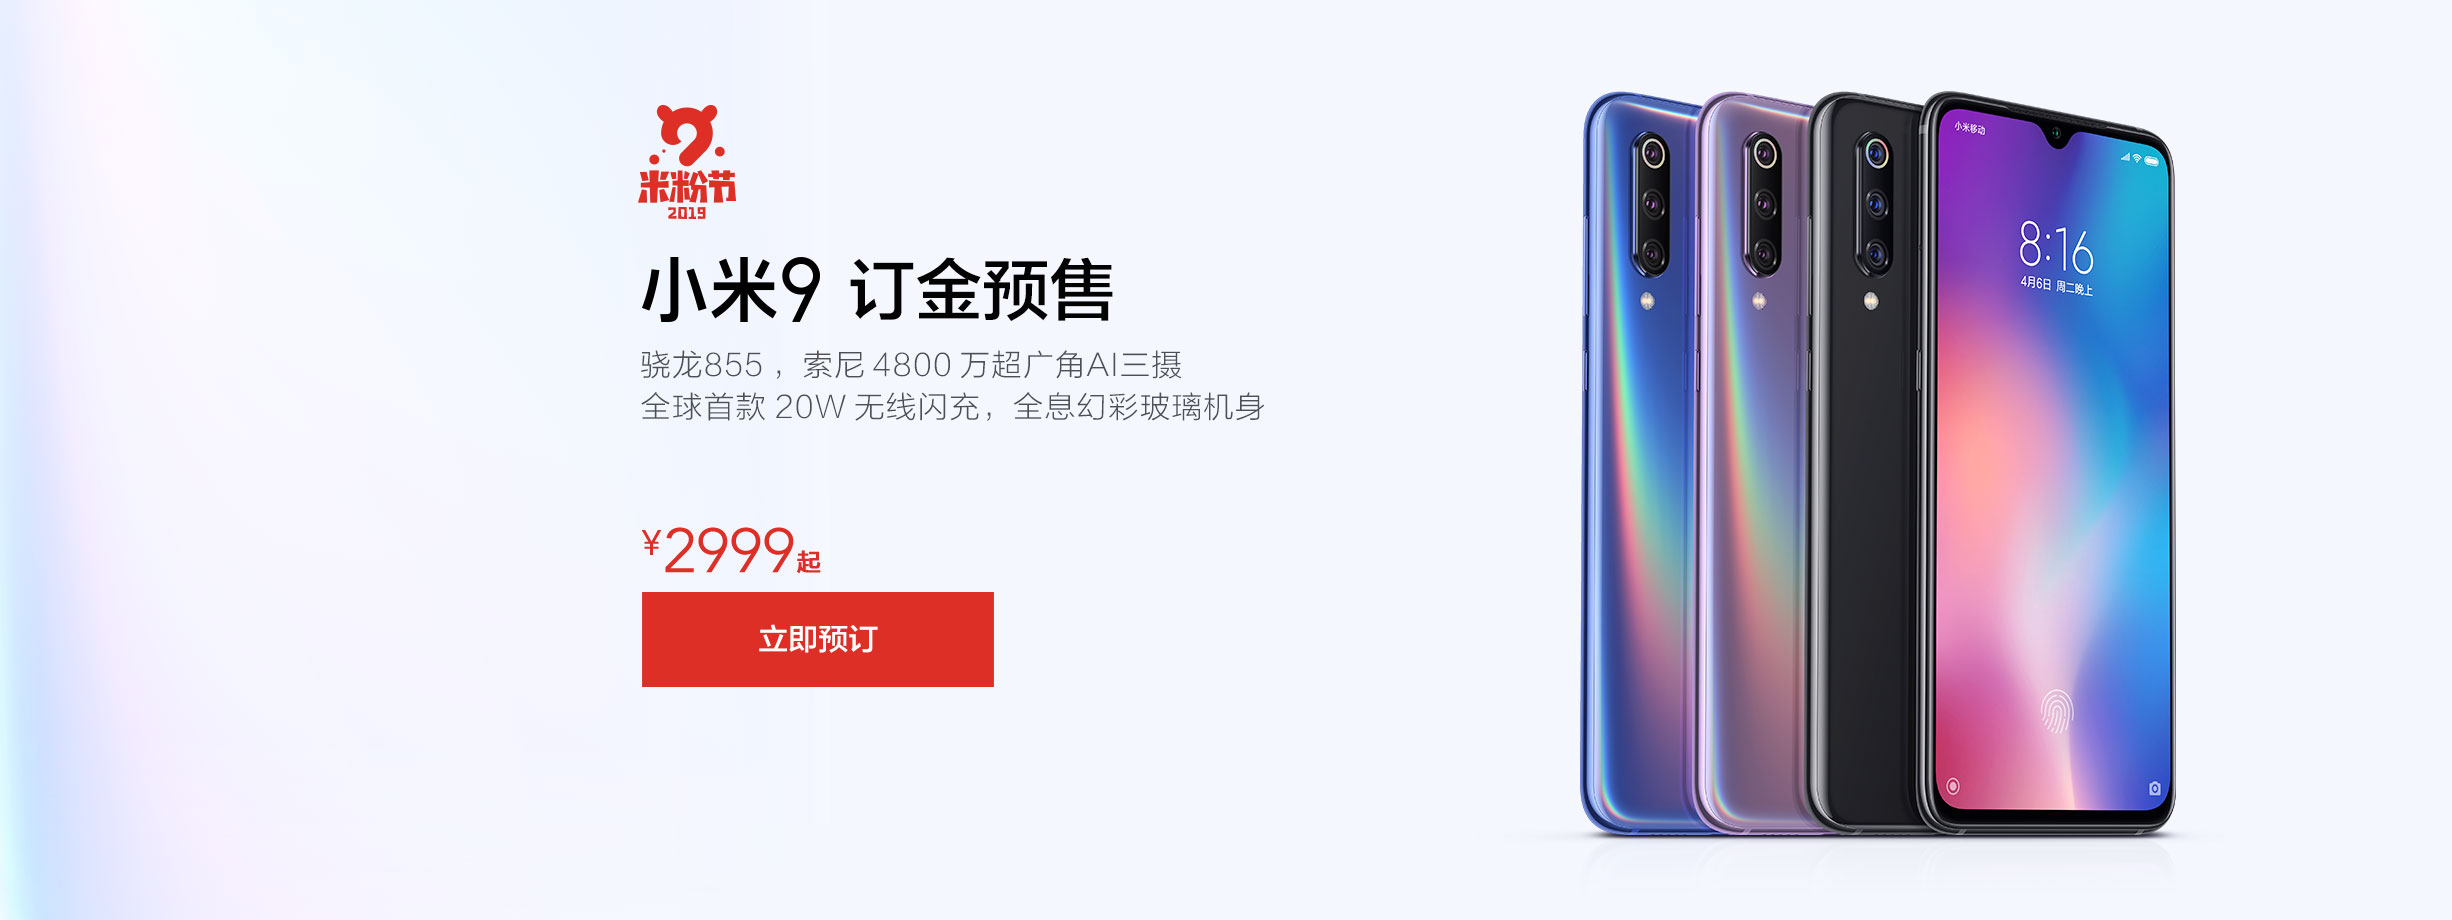 米粉节
2019
小米9 订金预售
骁龙855 ，索尼 4800 万超广角AI三摄
全球首款 20W 无线闪充，全息幻彩玻璃机身
¥2999起
立即预订
小米移动
8:16
4月6日 周二晚上